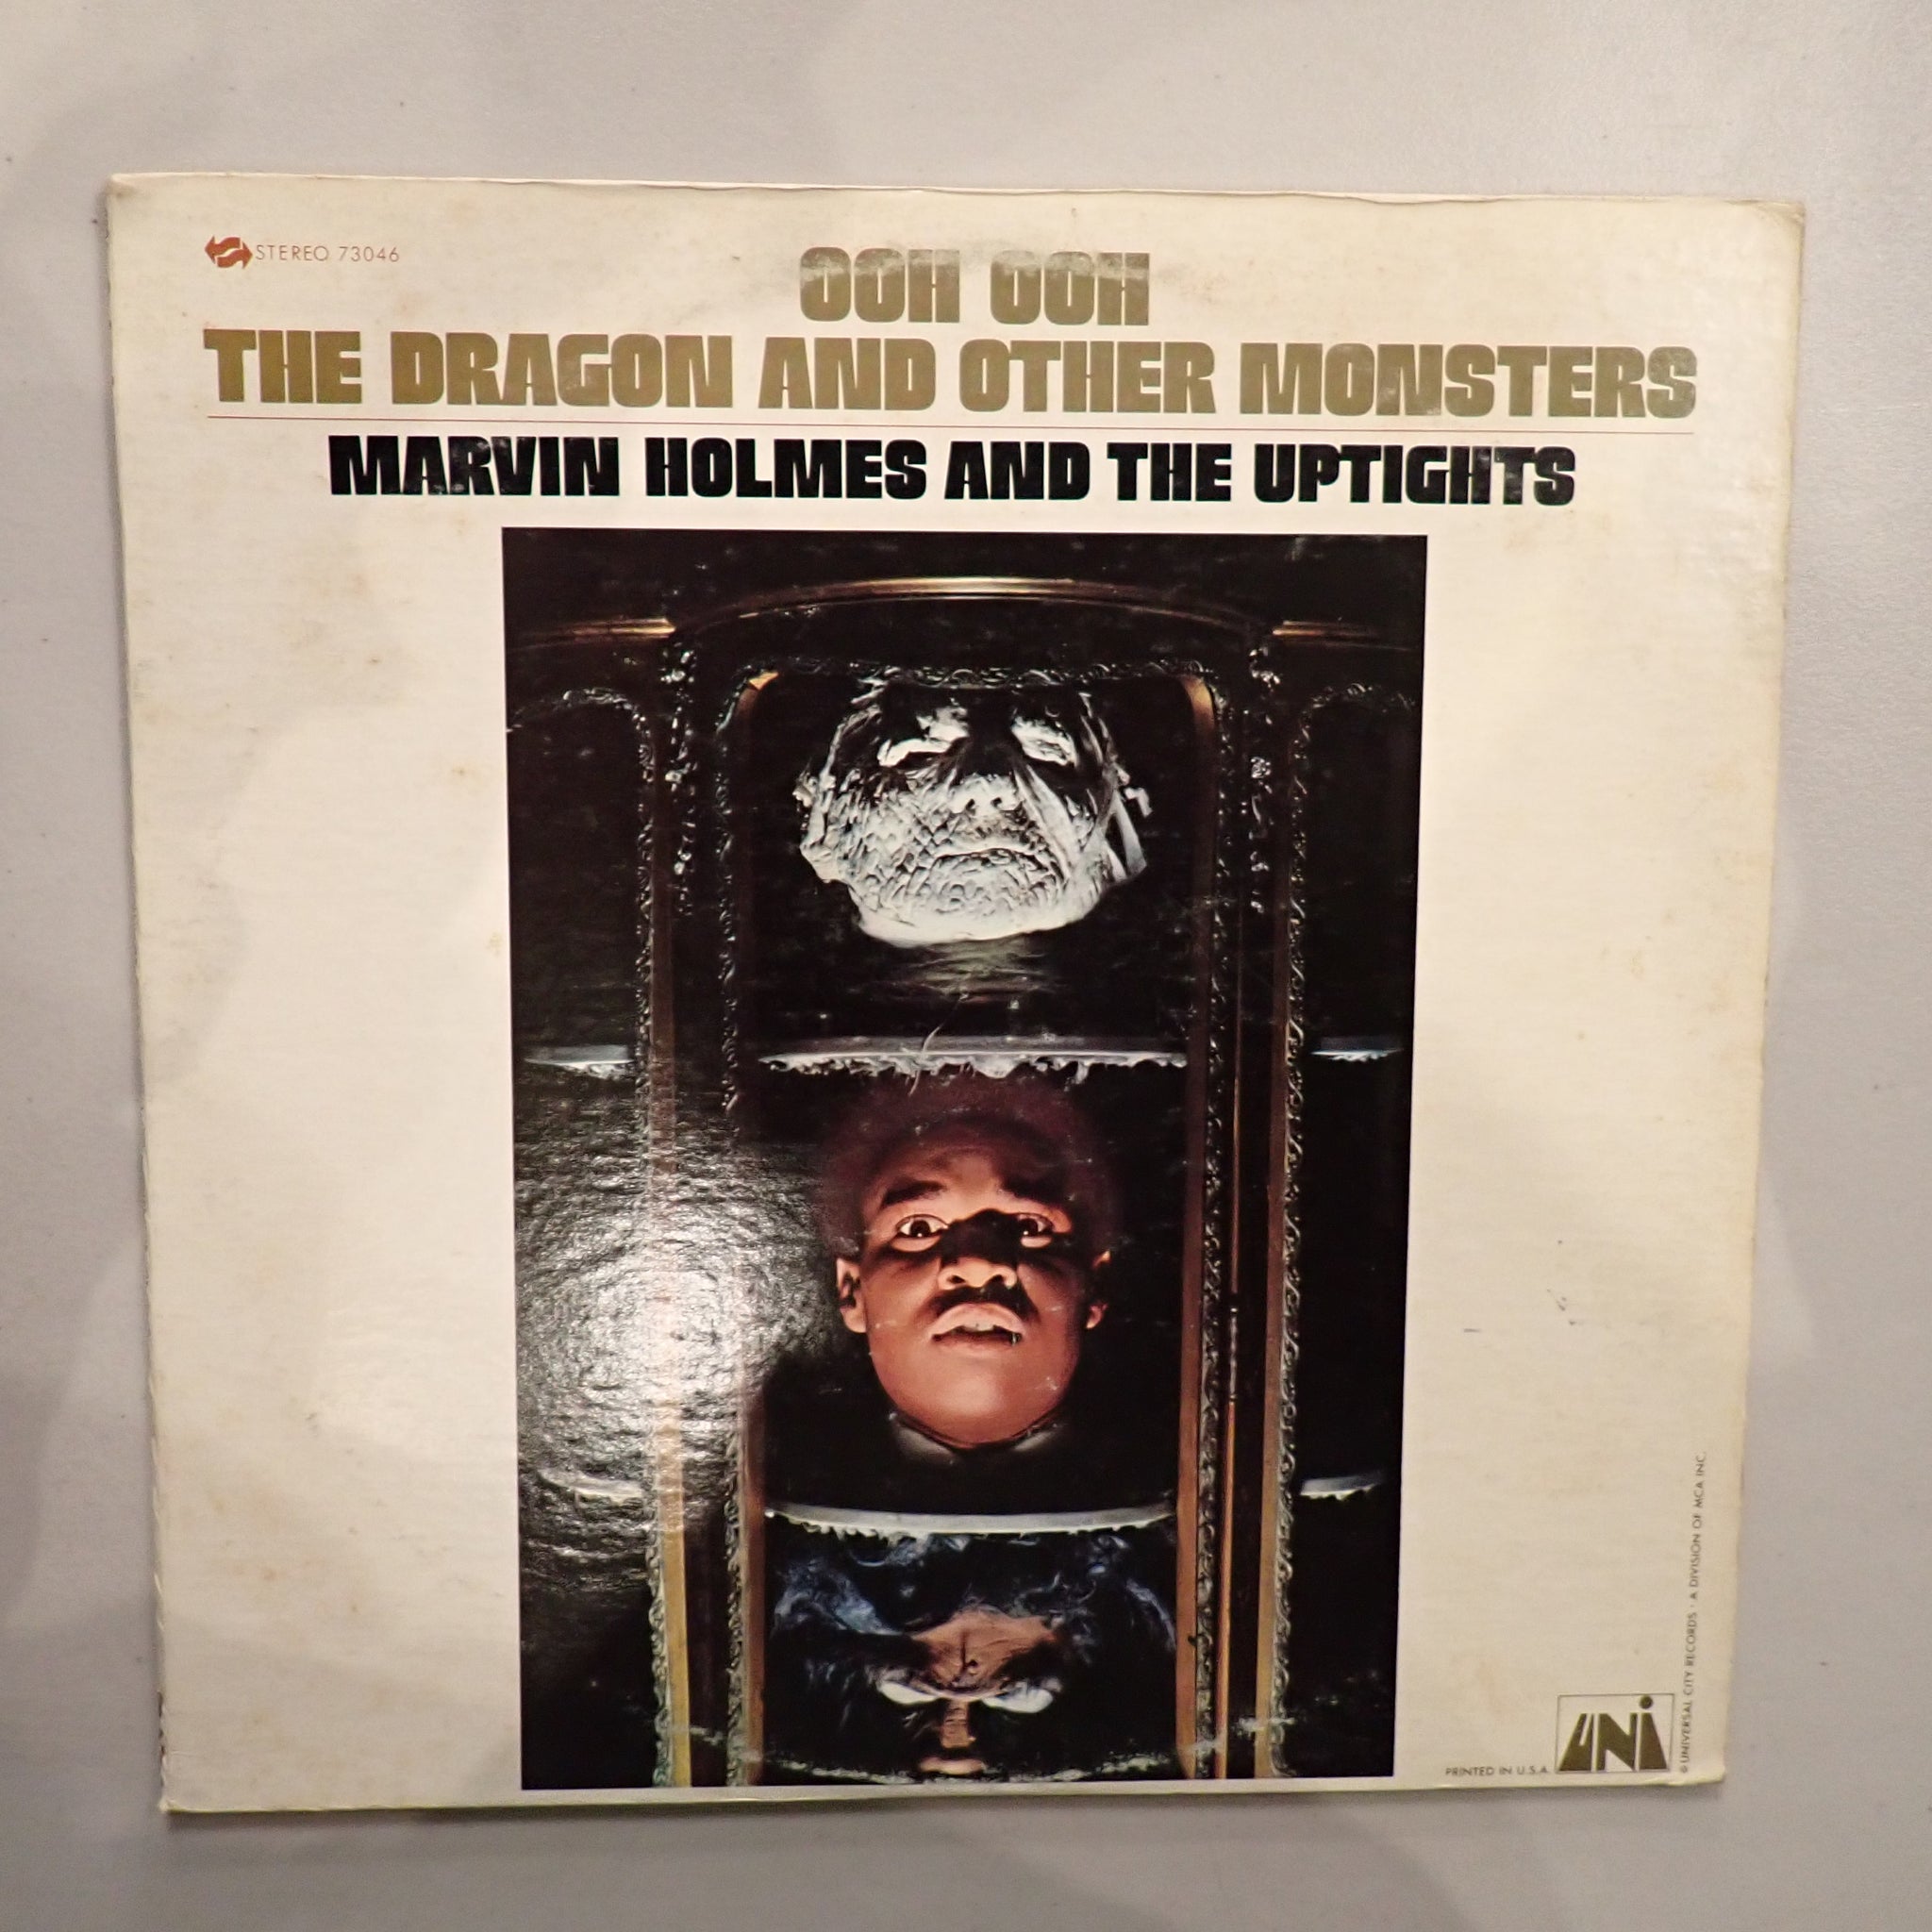 STEREO 73046
OOH OOH
THE DRAGON AND OTHER MONSTERS
MARVIN HOLMES AND THE UPTIGHTS
PRINTED IN U.S.A.
UNi
© UNIVERSAL CITY RECORDS · A DIVISION OF MCA INC.